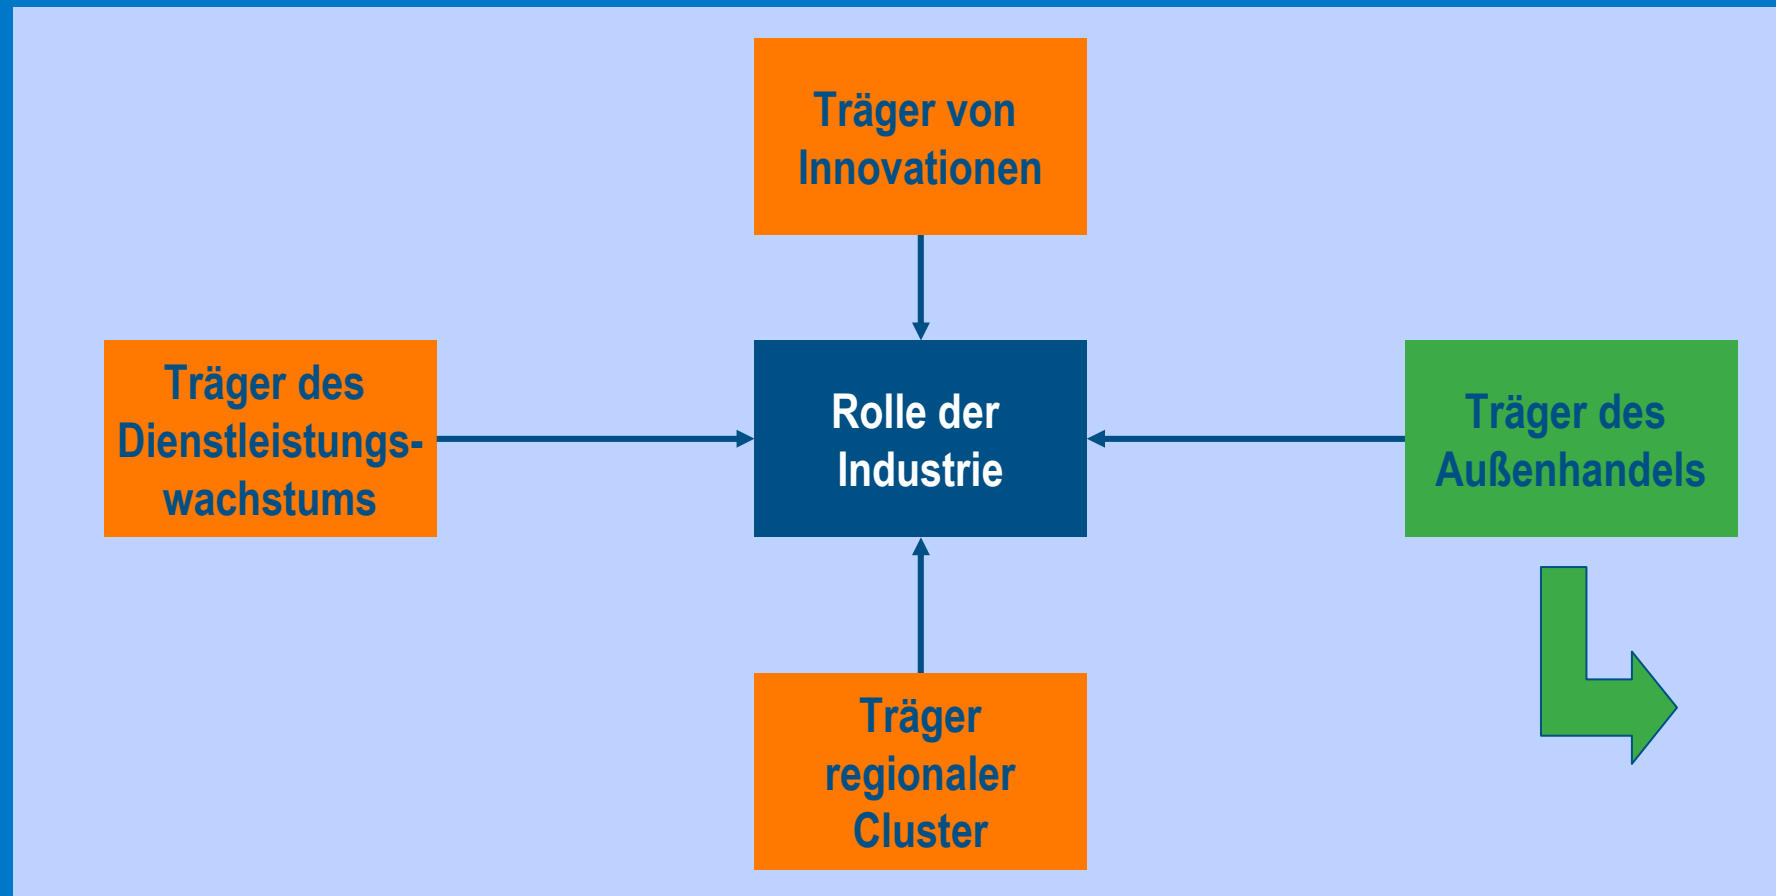 Träger von
Innovationen
Träger des
Dienstleistungs-
wachstums
Rolle der
Industrie
Träger des
Außenhandels
Träger
regionaler
Cluster